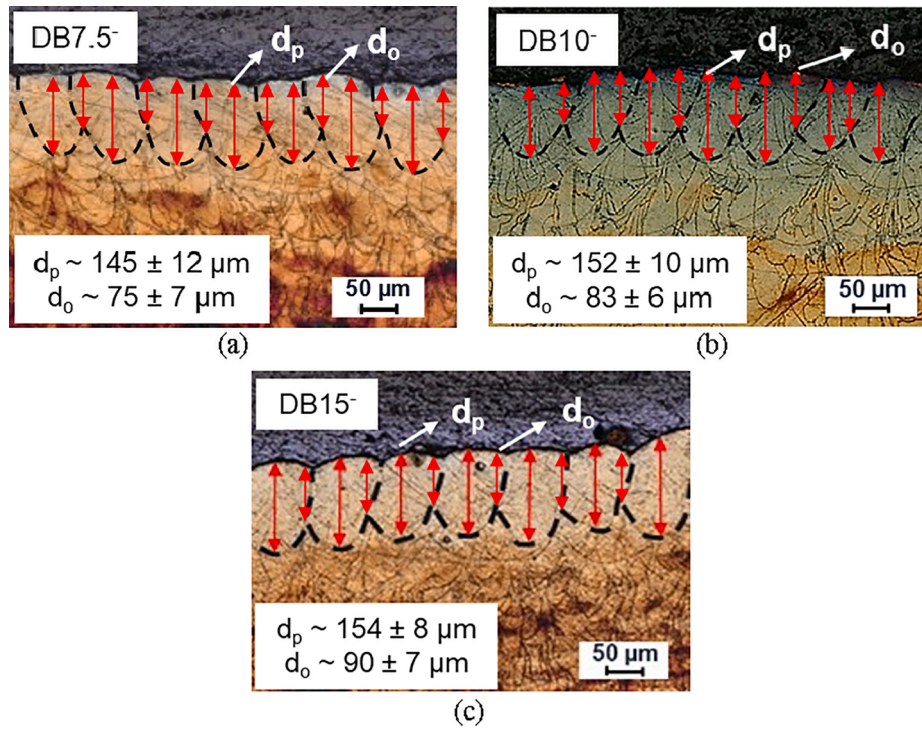 DB7.5⁻
dₚ
dₒ
dₚ ~ 145 ± 12 µm
dₒ ~ 75 ± 7 µm
50 µm
(a)
DB10⁻
dₚ
dₒ
dₚ ~ 152 ± 10 µm
dₒ ~ 83 ± 6 µm
50 µm
(b)
DB15⁻
dₚ
dₒ
dₚ ~ 154 ± 8 µm
dₒ ~ 90 ± 7 µm
50 µm
(c)